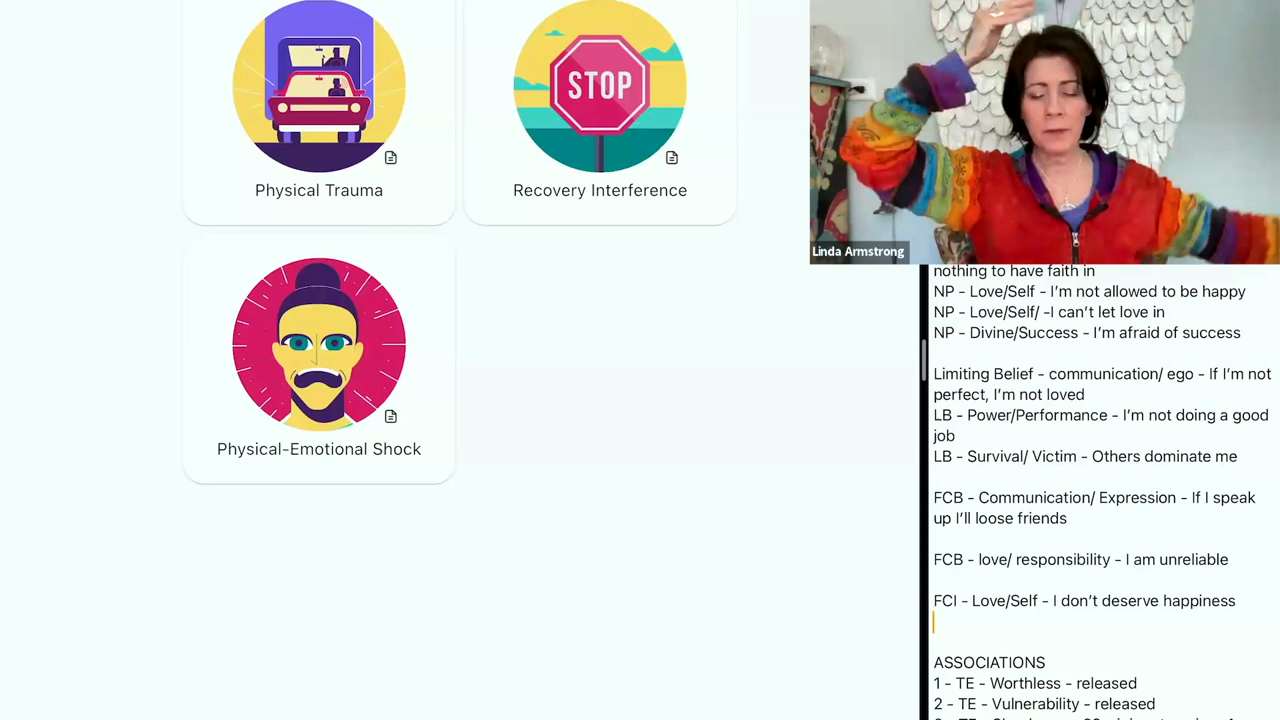 STOP
Physical Trauma
Recovery Interference
Physical-Emotional Shock
Linda Armstrong
nothing to have faith in
NP - Love/Self - I'm not allowed to be happy
NP - Love/Self/ -I can't let love in
NP - Divine/Success - I'm afraid of success
Limiting Belief - communication/ ego - If I'm not
perfect, I'm not loved
LB - Power/Performance - I'm not doing a good
job
LB - Survival/ Victim - Others dominate me
FCB - Communication/ Expression - If I speak
up I'll loose friends
FCB - love/ responsibility - I am unreliable
FCI - Love/Self - I don't deserve happiness
ASSOCIATIONS
1 - TE - Worthless - released
2 - TE - Vulnerability - released